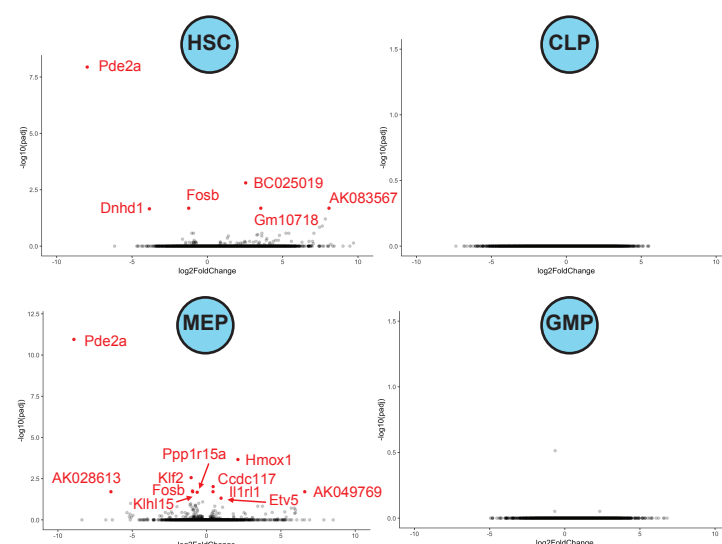 HSC
-log10(padj)
7.5
5.0
2.5
0.0
Pde2a
Dnhd1
Fosb
BC025019
Gm10718
AK083567
-10
-5
0
5
10
log2FoldChange
CLP
-log10(padj)
1.5
1.0
0.5
0.0
-10
-5
0
5
10
log2FoldChange
MEP
-log10(padj)
12.5
10.0
7.5
5.0
2.5
0.0
Pde2a
AK028613
Ppp1r15a
Hmox1
Klf2
Ccdc117
Fosb
Il1rl1
AK049769
Klhl15
Etv5
-10
-5
0
5
10
log2FoldChange
GMP
-log10(padj)
1.5
1.0
0.5
0.0
-10
-5
0
5
10
log2FoldChange